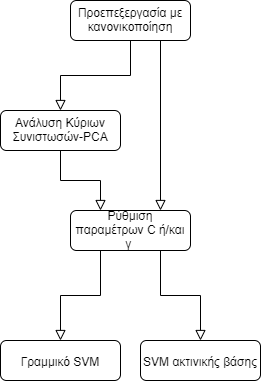 Προεπεξεργασία με
κανονικοποίηση
Ανάλυση Κύριων
Συνιστωσών-PCA
Ρύθμιση
παραμέτρων C ή/και
γ
Γραμμικό SVM
SVM ακτινικής βάσης